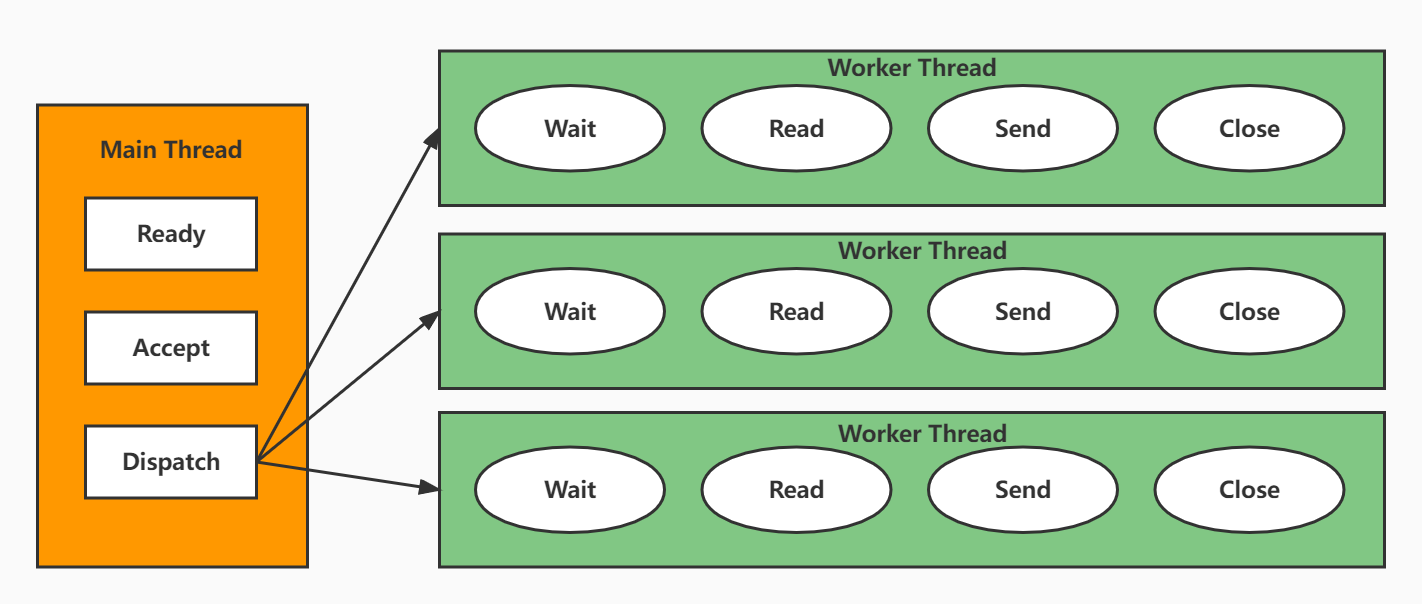 Main Thread
Ready
Accept
Dispatch
Worker Thread
Wait Read Send Close
Worker Thread
Wait Read Send Close
Worker Thread
Wait Read Send Close